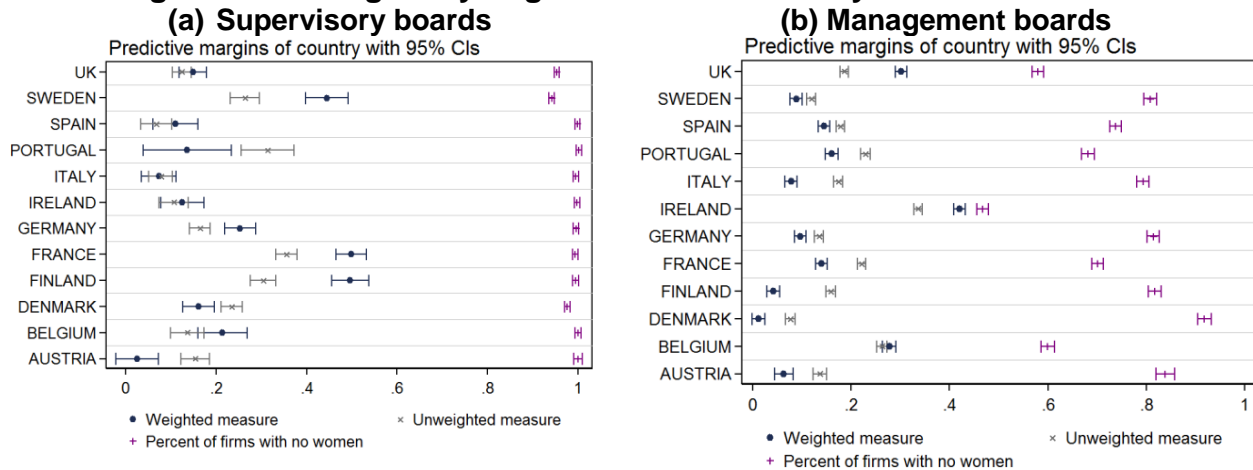 (a) Supervisory boards
Predictive margins of country with 95% CIs
UK
SWEDEN
SPAIN
PORTUGAL
ITALY
IRELAND
GERMANY
FRANCE
FINLAND
DENMARK
BELGIUM
AUSTRIA
0 .2 .4 .6 .8 1
Weighted measure Unweighted measure
Percent of firms with no women
(b) Management boards
Predictive margins of country with 95% CIs
UK
SWEDEN
SPAIN
PORTUGAL
ITALY
IRELAND
GERMANY
FRANCE
FINLAND
DENMARK
BELGIUM
AUSTRIA
0 .2 .4 .6 .8 1
Weighted measure Unweighted measure
Percent of firms with no women